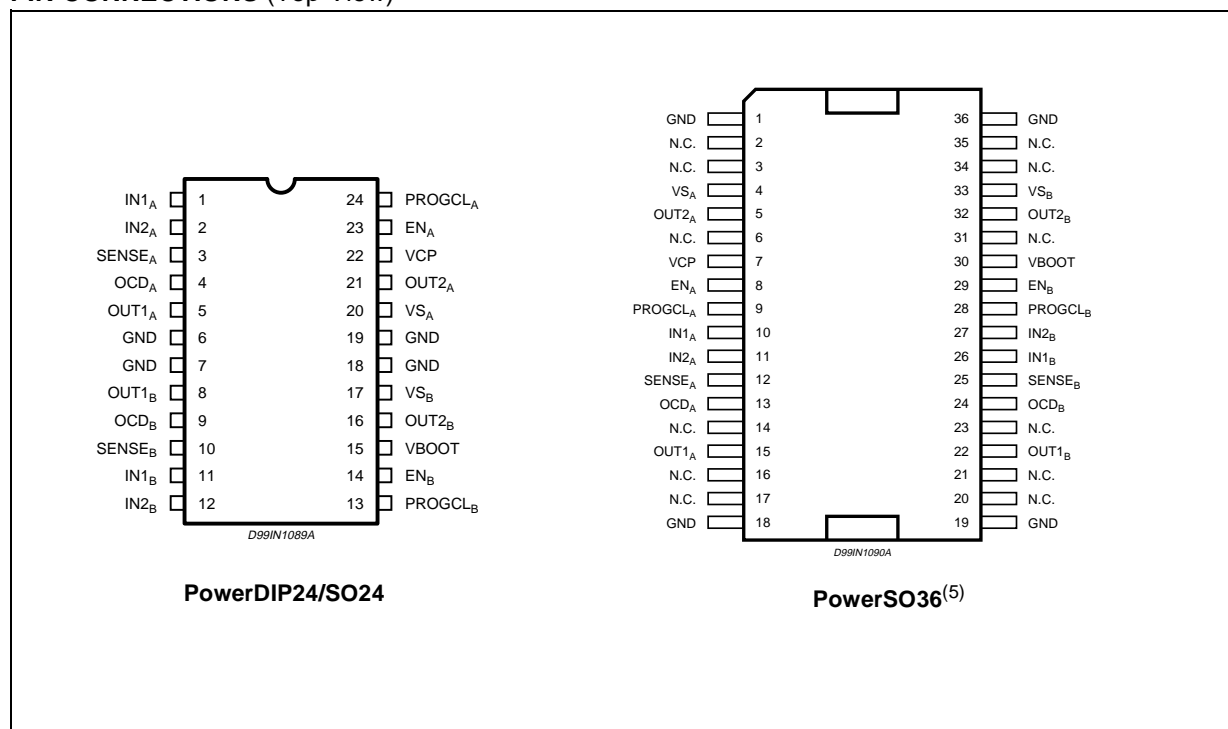 PIN CONNECTIONS (Top View)
IN1A 1 24 PROGCLA
IN2A 2 23 ENA
SENSEA 3 22 VCP
OCDA 4 21 OUT2A
OUT1A 5 20 VSA
GND 6 19 GND
GND 7 18 GND
OUT1B 8 17 VSB
OCDB 9 16 OUT2B
SENSEB 10 15 VBOOT
IN1B 11 14 ENB
IN2B 12 13 PROGCLB
D99IN1089A
PowerDIP24/SO24
GND 1 36 GND
N.C. 2 35 N.C.
N.C. 3 34 N.C.
VSA 4 33 VSB
OUT2A 5 32 OUT2B
N.C. 6 31 N.C.
VCP 7 30 VBOOT
ENA 8 29 ENB
PROGCLA 9 28 PROGCLB
IN1A 10 27 IN2B
IN2A 11 26 IN1B
SENSEA 12 25 SENSEB
OCDA 13 24 OCDB
N.C. 14 23 N.C.
OUT1A 15 22 OUT1B
N.C. 16 21 N.C.
N.C. 17 20 N.C.
GND 18 19 GND
D99IN1090A
PowerSO36(5)